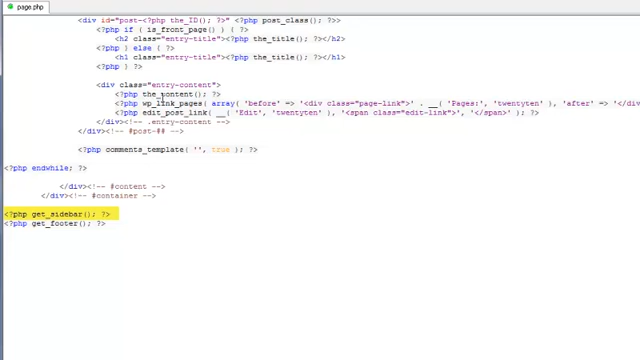 page.php
<div id="post-<?php the_ID(); ?>" <?php post_class(); ?>>
<?php if ( is_front_page() ) { ?>
<h2 class="entry-title"><?php the_title(); ?></h2>
<?php } else { ?>
<h1 class="entry-title"><?php the_title(); ?></h1>
<?php } ?>
<div class="entry-content">
<?php the_content(); ?>
<?php wp_link_pages( array( 'before' => '<div class="page-link">' . __( 'Pages:', 'twentyten' ), 'after' => '</div
<?php edit_post_link( __( 'Edit', 'twentyten' ), '<span class="edit-link">', '</span>' ); ?>
</div><!-- .entry-content -->
</div><!-- #post-## -->
<?php comments_template( '', true ); ?>
<?php endwhile; ?>
</div><!-- #content -->
</div><!-- #container -->
<?php get_sidebar(); ?>
<?php get_footer(); ?>